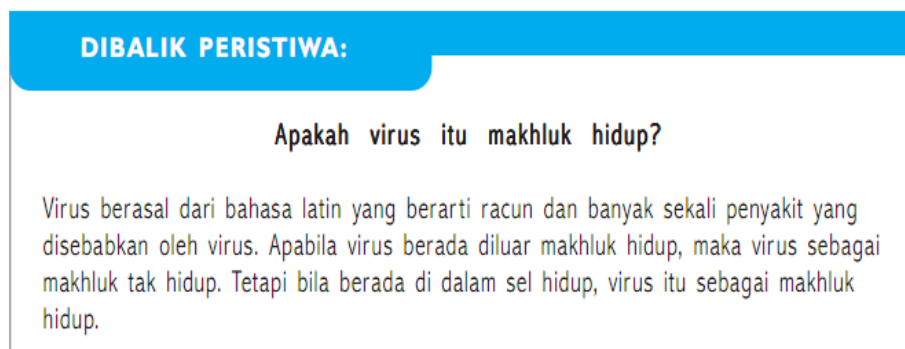 DIBALIK PERISTIWA:
Apakah virus itu makhluk hidup?
Virus berasal dari bahasa latin yang berarti racun dan banyak sekali penyakit yang
disebabkan oleh virus. Apabila virus berada diluar makhluk hidup, maka virus sebagai
makhluk tak hidup. Tetapi bila berada di dalam sel hidup, virus itu sebagai makhluk
hidup.